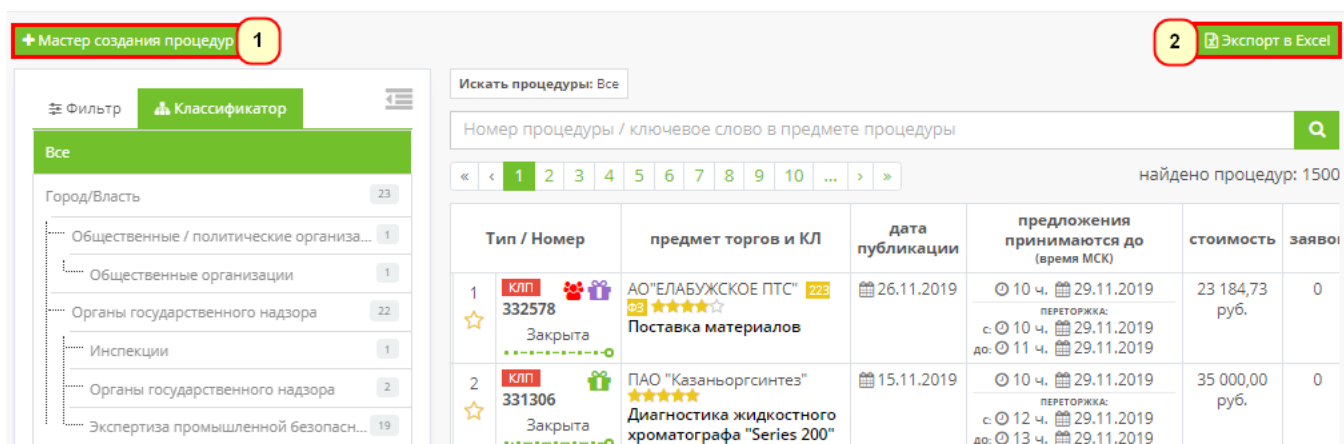 Мастер создания процедур 1
2 Экспорт в Excel
Искать процедуры: Все
Фильтр Классификатор
Номер процедуры / ключевое слово в предмете процедуры
Все
« ‹ 1 2 3 4 5 6 7 8 9 10 ... › »
найдено процедур: 1500
Город/Власть 23
Общественные / политические организа... 1
Общественные организации 1
Органы государственного надзора 22
Инспекции 1
Органы государственного надзора 2
Экспертиза промышленной безопасн... 19
Тип / Номер
предмет торгов и КЛ
дата
публикации
предложения
принимаются до
(время МСК)
стоимость
1
КЛП
332578
Закрыта
АО"ЕЛАБУЖСКОЕ ПТС" 223
ФЗ
Поставка материалов
26.11.2019
10 ч. 29.11.2019
ПЕРЕТОРЖКА:
с: 10 ч. 29.11.2019
до: 11 ч. 29.11.2019
23 184,73
руб.
0
2
КЛП
331306
Закрыта
ПАО "Казаньоргсинтез"
Диагностика жидкостного
хроматографа "Series 200"
15.11.2019
10 ч. 29.11.2019
ПЕРЕТОРЖКА:
с: 12 ч. 29.11.2019
до: 13 ч. 29.11.2019
35 000,00
руб.
0